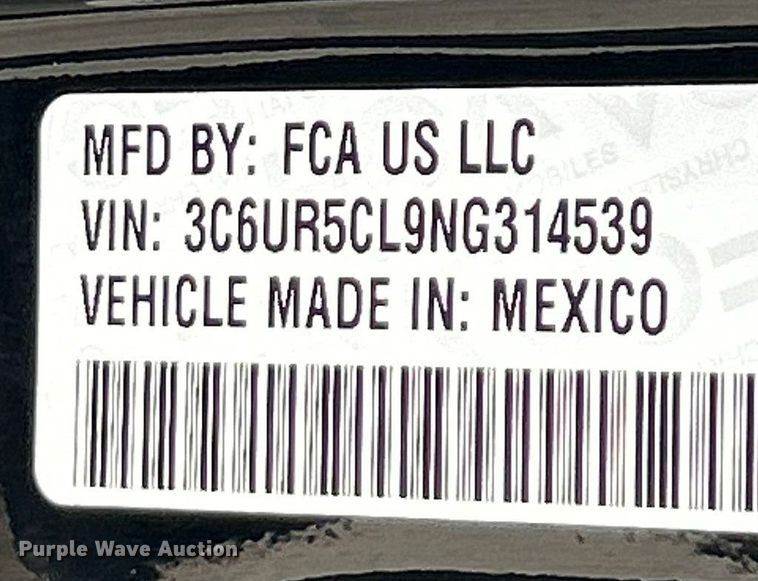 MFD BY: FCA US LLC
VIN: 3C6UR5CL9NG314539
VEHICLE MADE IN: MEXICO
Purple Wave Auction